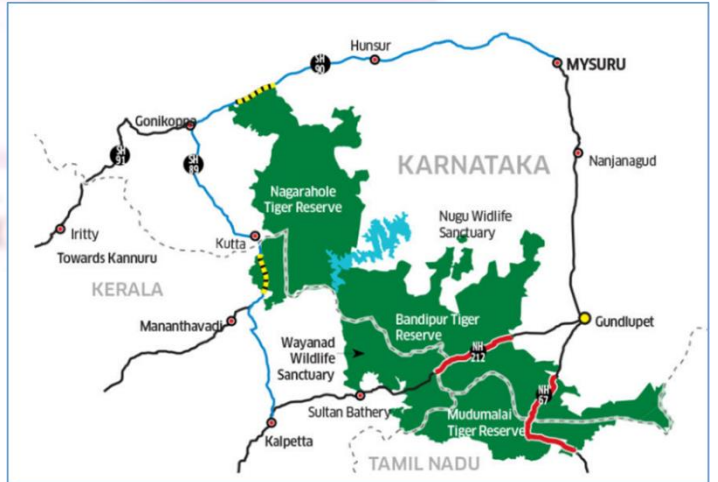 Hunsur
SH
90
MYSURU
Gonikoppa
SH
91
SH
89
Nanjanagud
KARNATAKA
Nagarahole
Tiger Reserve
Nugu Widlife
Sanctuary
Iritty
Kutta
Towards Kannuru
KERALA
Mananthavadi
Bandipur Tiger
Reserve
Gundlupet
Wayanad
Wildlife
Sanctuary
NH
212
NH
67
Sultan Bathery
Mudumalai
Tiger Reserve
Kalpetta
TAMIL NADU